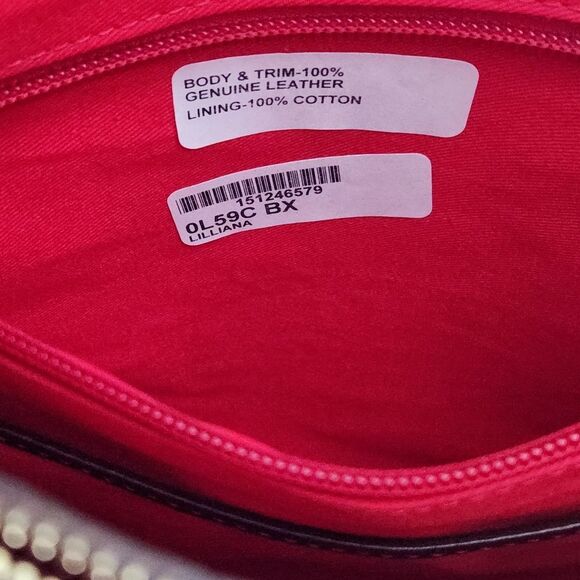 BODY & TRIM-100%
GENUINE LEATHER
LINING-100% COTTON
151246579
0L59C BX
LILLIANA